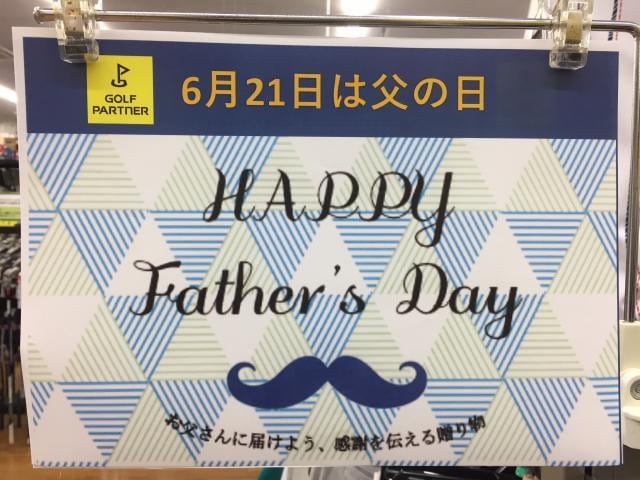 GOLF
PARTNER
6月21日は父の日
HAPPY
Father's Day
お父さんに届けよう、感謝を伝える贈り物